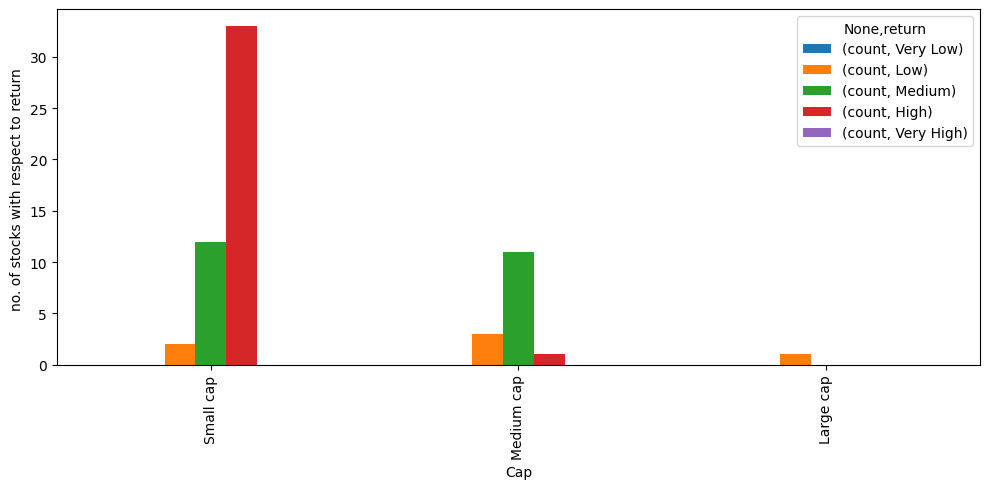 None,return
(count, Very Low)
(count, Low)
(count, Medium)
(count, High)
(count, Very High)
no. of stocks with respect to return
30
25
20
15
10
5
0
Small cap
Medium cap
Large cap
Cap